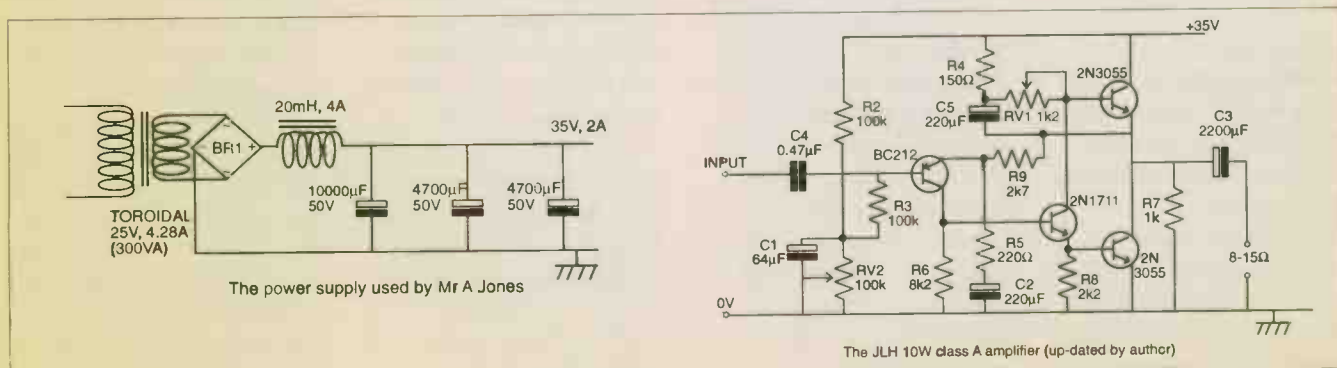 20mH, 4A
BR1
35V, 2A
10000µF
50V
4700µF
50V
4700µF
50V
TOROIDAL
25V, 4.28A
(300VA)
The power supply used by Mr A Jones
+35V
R4
150Ω
2N3055
C5
220µF
RV1 1k2
R2
100k
C3
2200µF
C4
0.47µF
INPUT
BC212
R9
2k7
2N1711
R3
100k
R7
1k
C1
64µF
RV2
100k
R6
8k2
R5
220Ω
C2
220µF
R8
2k2
2N
3055
8-15Ω
0V
The JLH 10W class A amplifier (up-dated by author)